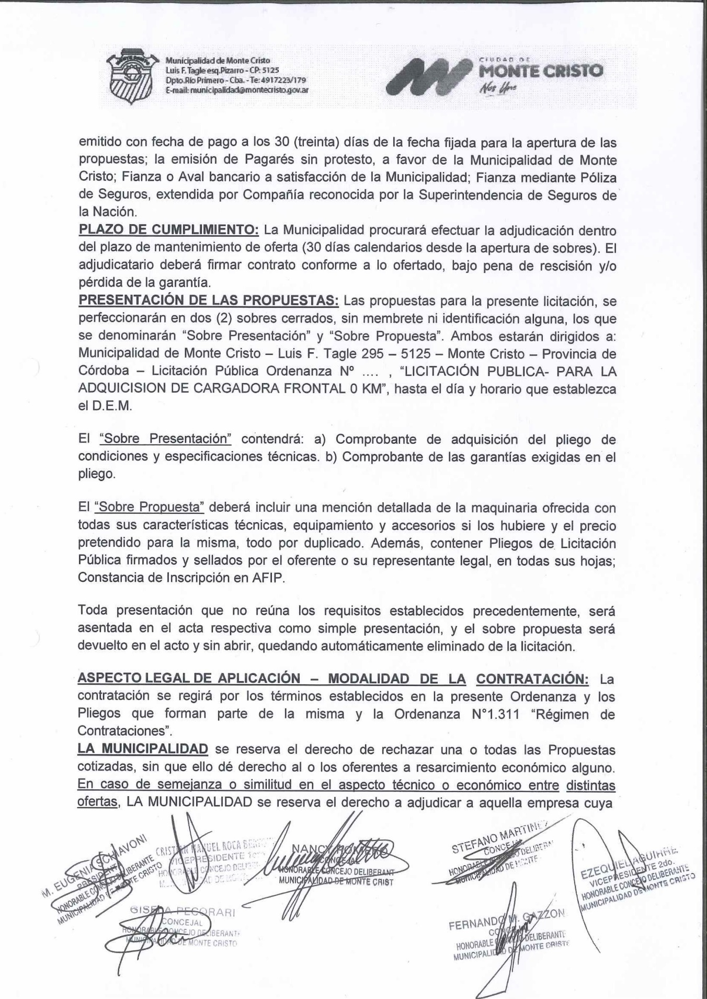 Municipalidad de Monte Cristo
Luis F. Tagle esq. Pizarro - CP: 5125
Dpto. Río Primero - Cba. - Te: 4917223/179
E-mail: municipalidad@montecristo.gov.ar
CIUDAD DE
MONTE CRISTO
Nos Une
emitido con fecha de pago a los 30 (treinta) días de la fecha fijada para la apertura de las
propuestas; la emisión de Pagarés sin protesto, a favor de la Municipalidad de Monte
Cristo; Fianza o Aval bancario a satisfacción de la Municipalidad; Fianza mediante Póliza
de Seguros, extendida por Compañía reconocida por la Superintendencia de Seguros de
la Nación.
PLAZO DE CUMPLIMIENTO: La Municipalidad procurará efectuar la adjudicación dentro
del plazo de mantenimiento de oferta (30 días calendarios desde la apertura de sobres). El
adjudicatario deberá firmar contrato conforme a lo ofertado, bajo pena de rescisión y/o
pérdida de la garantía.
PRESENTACIÓN DE LAS PROPUESTAS: Las propuestas para la presente licitación, se
perfeccionarán en dos (2) sobres cerrados, sin membrete ni identificación alguna, los que
se denominarán “Sobre Presentación” y “Sobre Propuesta”. Ambos estarán dirigidos a:
Municipalidad de Monte Cristo – Luis F. Tagle 295 – 5125 – Monte Cristo – Provincia de
Córdoba – Licitación Pública Ordenanza Nº .... , “LICITACIÓN PUBLICA- PARA LA
ADQUICISION DE CARGADORA FRONTAL 0 KM”, hasta el día y horario que establezca
el D.E.M.
El “Sobre Presentación” contendrá: a) Comprobante de adquisición del pliego de
condiciones y especificaciones técnicas. b) Comprobante de las garantías exigidas en el
pliego.
El “Sobre Propuesta” deberá incluir una mención detallada de la maquinaria ofrecida con
todas sus características técnicas, equipamiento y accesorios si los hubiere y el precio
pretendido para la misma, todo por duplicado. Además, contener Pliegos de Licitación
Pública firmados y sellados por el oferente o su representante legal, en todas sus hojas;
Constancia de Inscripción en AFIP.
Toda presentación que no reúna los requisitos establecidos precedentemente, será
asentada en el acta respectiva como simple presentación, y el sobre propuesta será
devuelto en el acto y sin abrir, quedando automáticamente eliminado de la licitación.
ASPECTO LEGAL DE APLICACIÓN – MODALIDAD DE LA CONTRATACIÓN: La
contratación se regirá por los términos establecidos en la presente Ordenanza y los
Pliegos que forman parte de la misma y la Ordenanza N°1.311 “Régimen de
Contrataciones”.
LA MUNICIPALIDAD se reserva el derecho de rechazar una o todas las Propuestas
cotizadas, sin que ello dé derecho al o los oferentes a resarcimiento económico alguno.
En caso de semejanza o similitud en el aspecto técnico o económico entre distintas
ofertas, LA MUNICIPALIDAD se reserva el derecho a adjudicar a aquella empresa cuya
M. EUGENIA SCHIAVONI
PRESIDENTE
HONORABLE CONCEJO DELIBERANTE
MUNICIPALIDAD DE MONTE CRISTO
CRISTIAN MANUEL ROCA
VICEPRESIDENTE
HONORABLE CONCEJO
NANCY ROMERO
CONCEJAL
HONORABLE CONCEJO DELIBERANT
MUNICIPALIDAD DE MONTE CRIST
STEFANO MARTINEZ
CONCEJAL
HONORABLE CONCEJO DELIBERA
MUNICIPALIDAD DE MONTE
EZEQUIEL AGUIRRE
VICEPRESIDENTE 2do.
HONORABLE CONCEJO DELIBERANTE
MUNICIPALIDAD DE MONTE CRISTO
GISELA PECORARI
CONCEJAL
HONORABLE CONCEJO DELIBERANT
MUNICIPALIDAD DE MONTE CRISTO
FERNANDO M. GAZZON
CONCEJAL
HONORABLE CONCEJO DELIBERANTE
MUNICIPALIDAD DE MONTE CRISTO